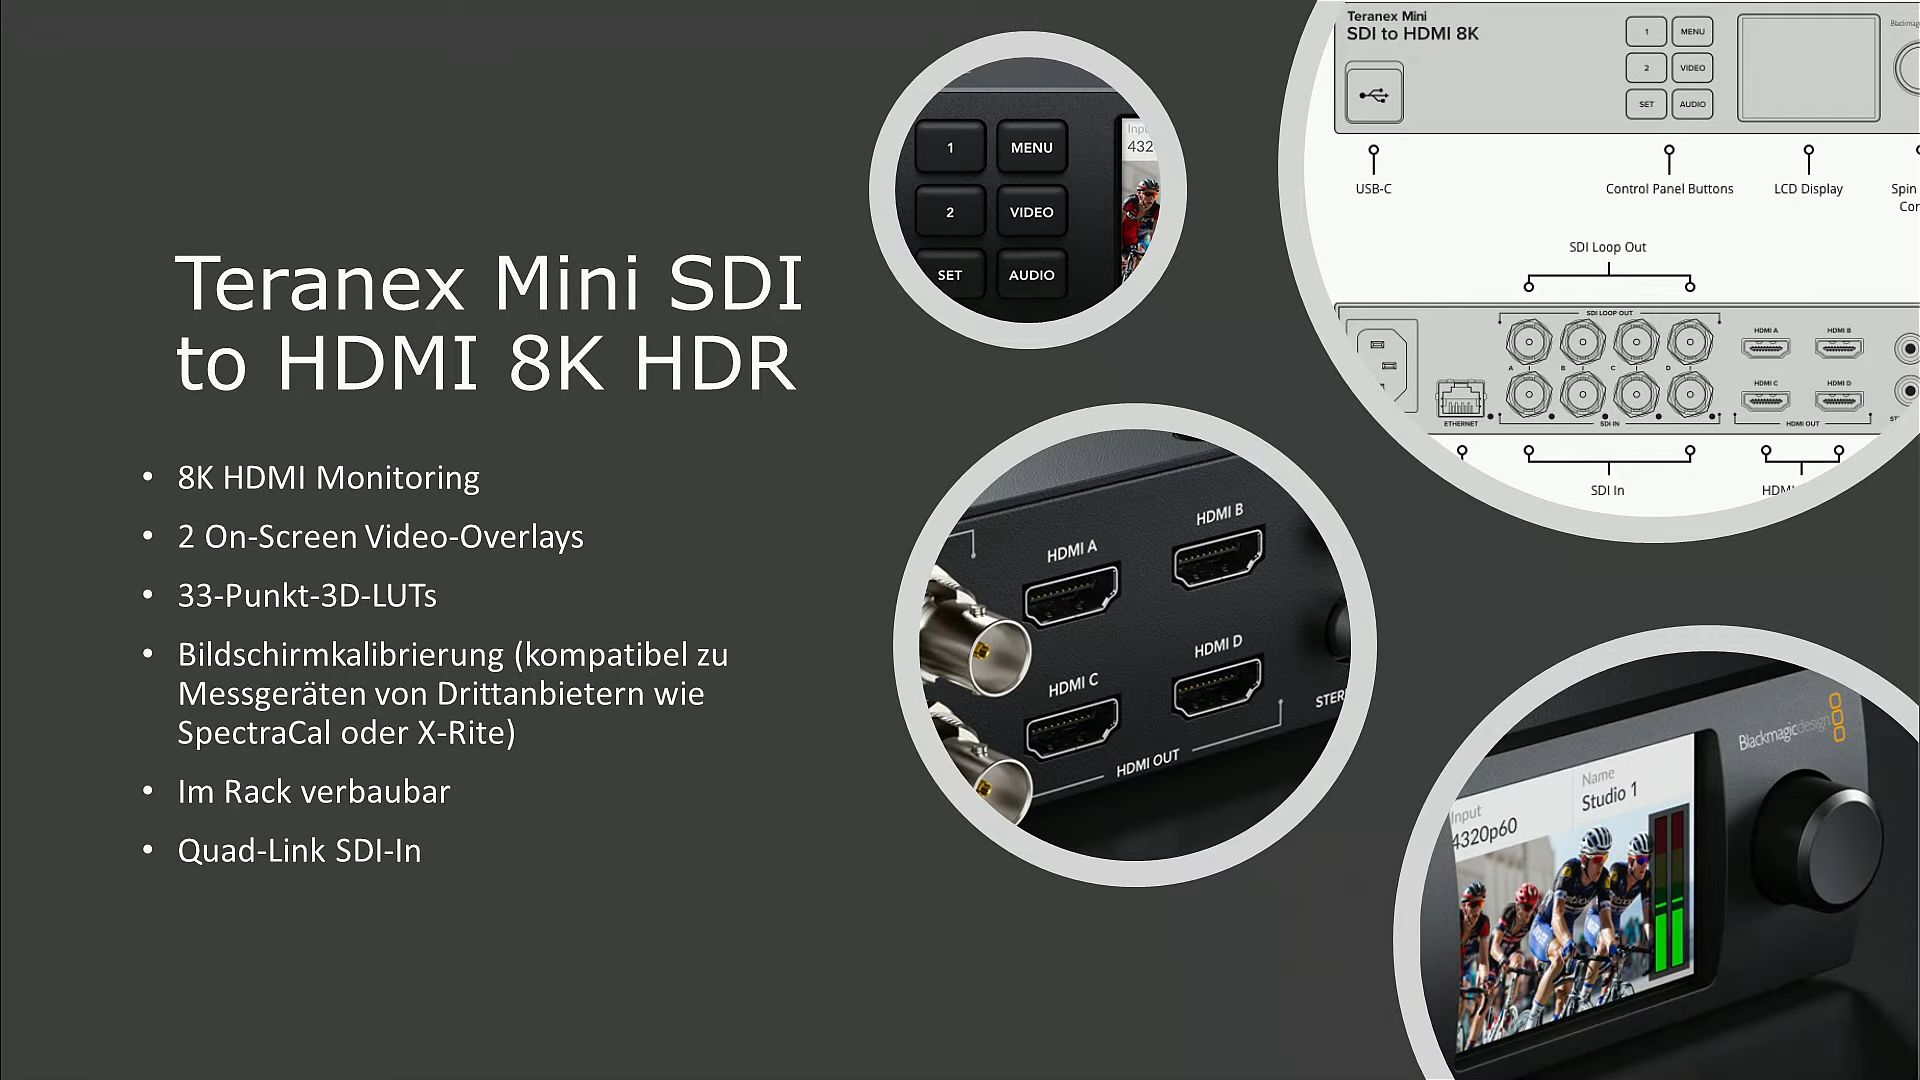 Teranex Mini SDI
to HDMI 8K HDR
• 8K HDMI Monitoring
• 2 On-Screen Video-Overlays
• 33-Punkt-3D-LUTs
• Bildschirmkalibrierung (kompatibel zu
Messgeräten von Drittanbietern wie
SpectraCal oder X-Rite)
• Im Rack verbaubar
• Quad-Link SDI-In
1 MENU
2 VIDEO
SET AUDIO
432
Teranex Mini
SDI to HDMI 8K
1 MENU
2 VIDEO
SET AUDIO
USB-C
Control Panel Buttons
LCD Display
Spin
SDI Loop Out
SDI LOOP OUT
HDMI A HDMI B
A B C D
HDMI C HDMI D
ETHERNET
SDI IN
HDMI OUT
SDI In
HDMI
HDMI A HDMI B
HDMI C HDMI D
HDMI OUT
Blackmagicdesign
Input
4320p60
Name
Studio 1